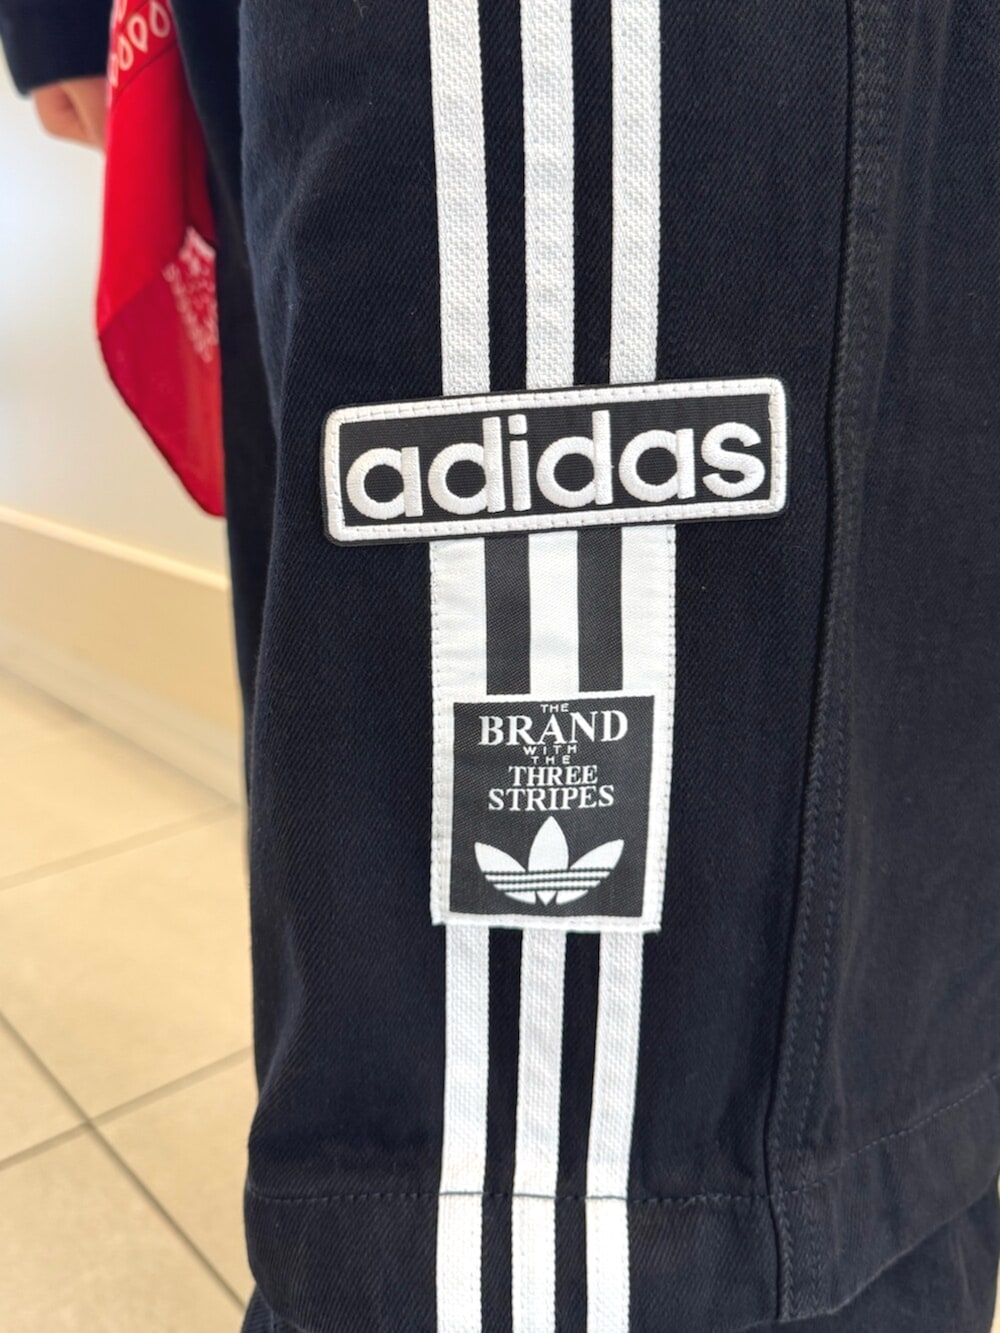 adidas
THE
BRAND
WITH
THE
THREE
STRIPES